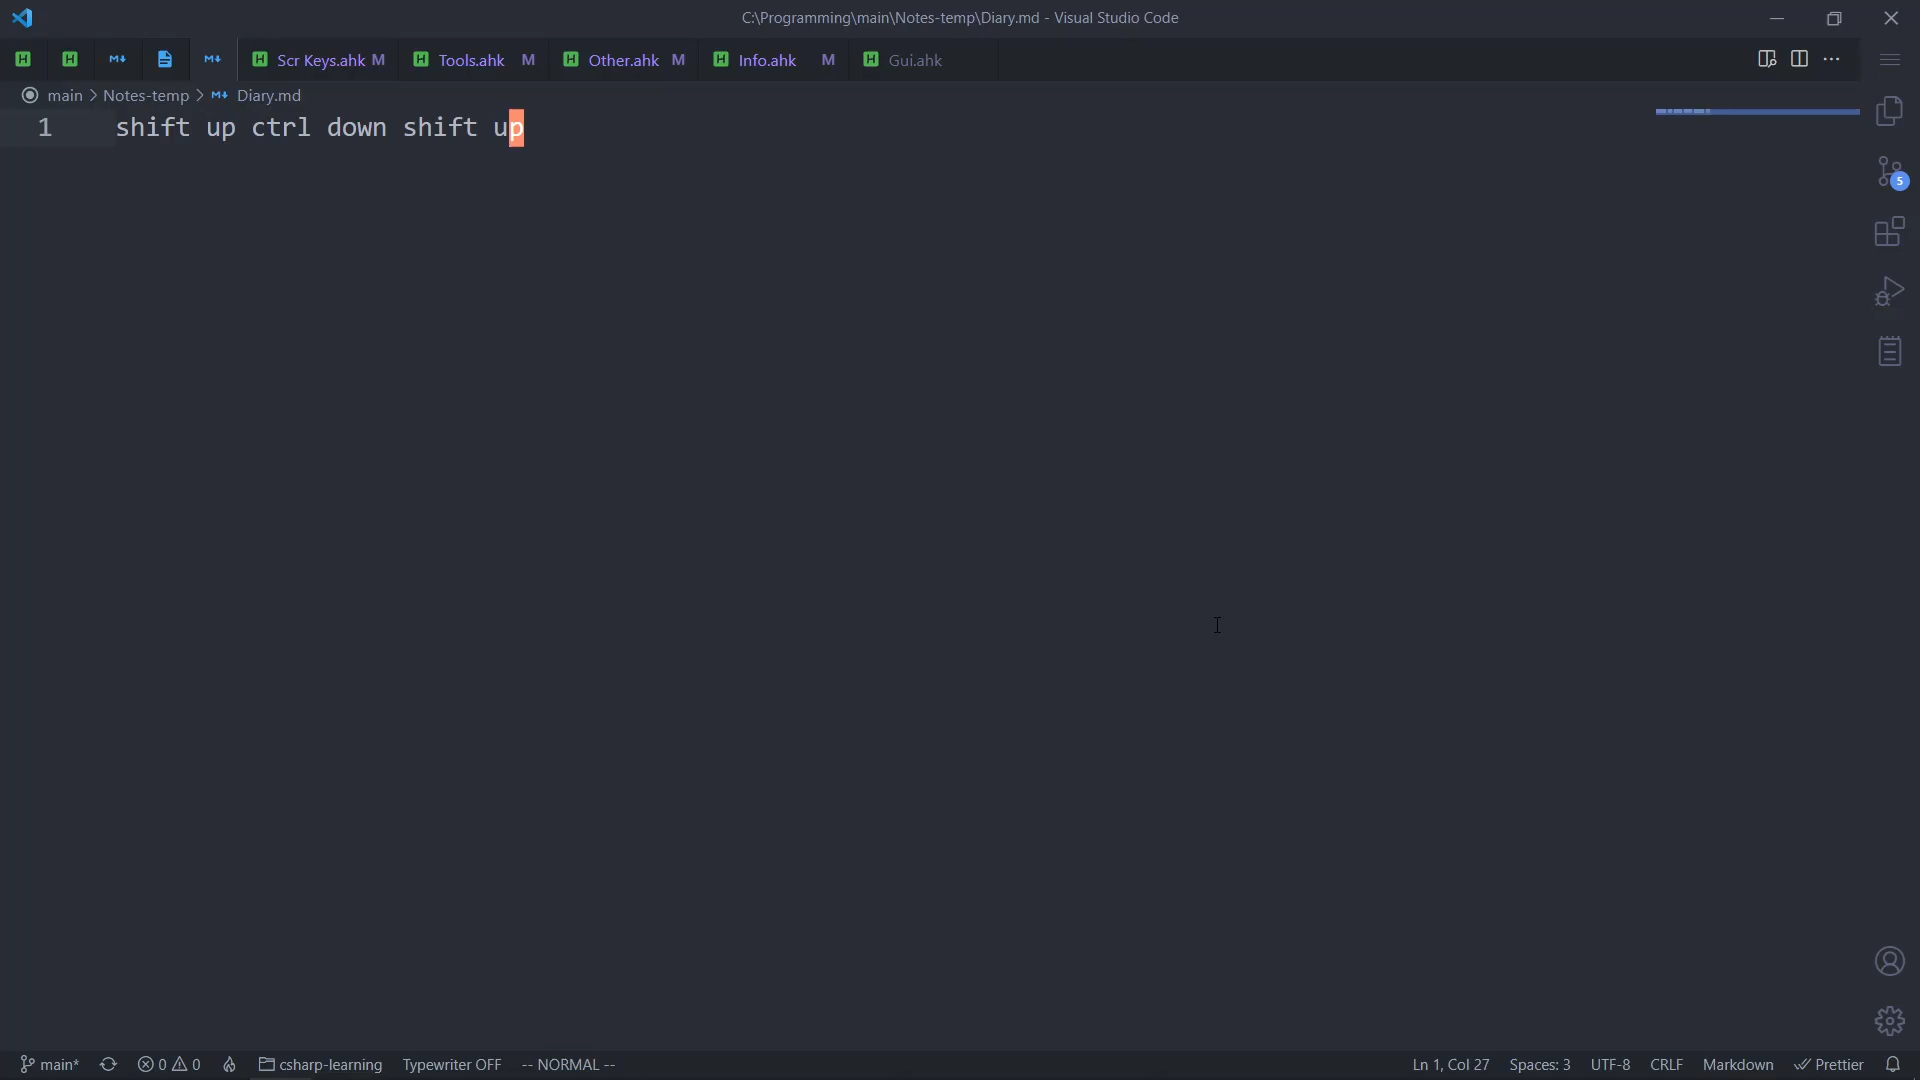 C:\Programming\main\Notes-temp\Diary.md - Visual Studio Code
Scr Keys.ahk M Tools.ahk M Other.ahk M Info.ahk M Gui.ahk
main > Notes-temp > Diary.md
1 shift up ctrl down shift up
5
main* 0 0 csharp-learning Typewriter OFF -- NORMAL -- Ln 1, Col 27 Spaces: 3 UTF-8 CRLF Markdown Prettier